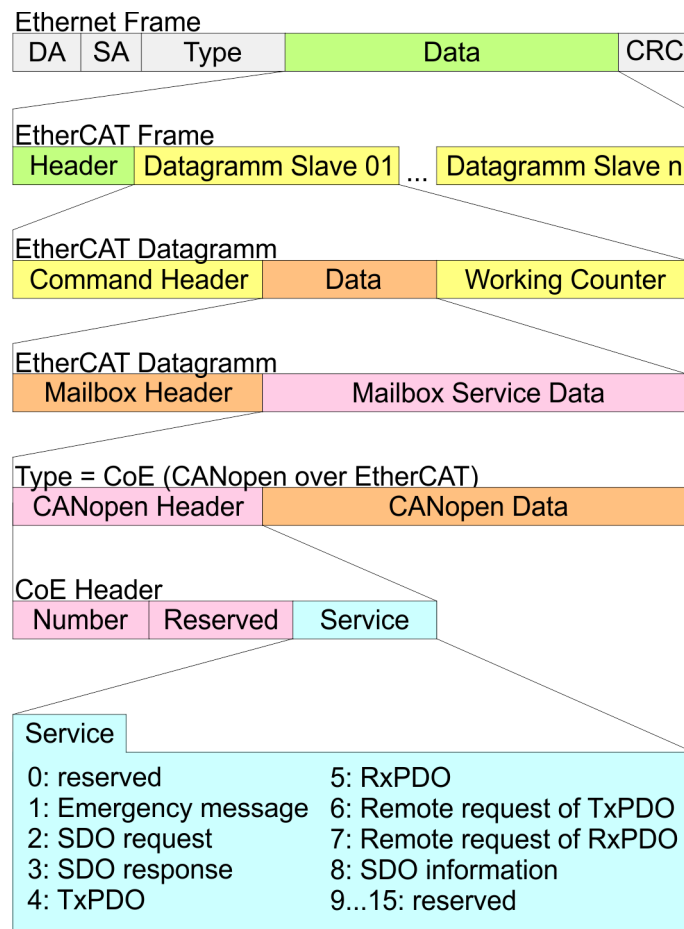 Ethernet Frame
DA SA Type Data CRC
EtherCAT Frame
Header Datagramm Slave 01 ... Datagramm Slave n
EtherCAT Datagramm
Command Header Data Working Counter
EtherCAT Datagramm
Mailbox Header Mailbox Service Data
Type = CoE (CANopen over EtherCAT)
CANopen Header CANopen Data
CoE Header
Number Reserved Service
Service
0: reserved
1: Emergency message
2: SDO request
3: SDO response
4: TxPDO
5: RxPDO
6: Remote request of TxPDO
7: Remote request of RxPDO
8: SDO information
9...15: reserved